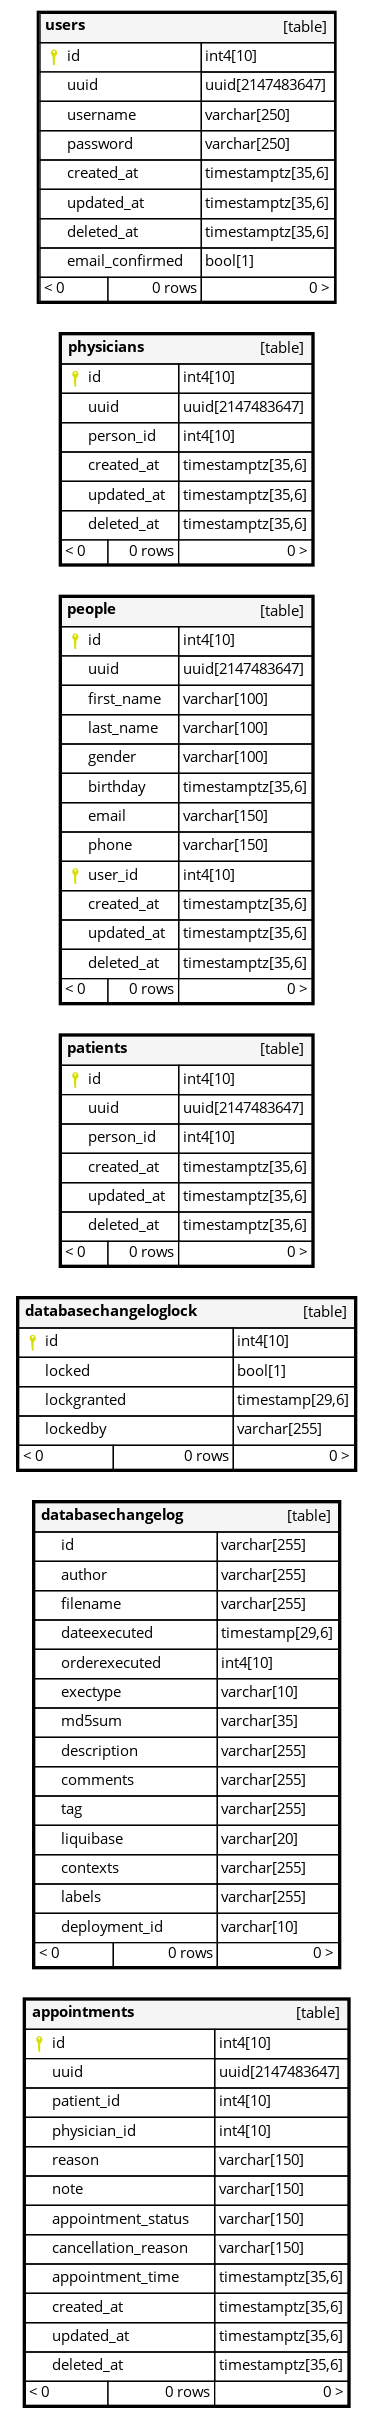 users [table]
id int4[10]
uuid uuid[2147483647]
username varchar[250]
password varchar[250]
created_at timestamptz[35,6]
updated_at timestamptz[35,6]
deleted_at timestamptz[35,6]
email_confirmed bool[1]
< 0 0 rows 0 >
physicians [table]
id int4[10]
uuid uuid[2147483647]
person_id int4[10]
created_at timestamptz[35,6]
updated_at timestamptz[35,6]
deleted_at timestamptz[35,6]
< 0 0 rows 0 >
people [table]
id int4[10]
uuid uuid[2147483647]
first_name varchar[100]
last_name varchar[100]
gender varchar[100]
birthday timestamptz[35,6]
email varchar[150]
phone varchar[150]
user_id int4[10]
created_at timestamptz[35,6]
updated_at timestamptz[35,6]
deleted_at timestamptz[35,6]
< 0 0 rows 0 >
patients [table]
id int4[10]
uuid uuid[2147483647]
person_id int4[10]
created_at timestamptz[35,6]
updated_at timestamptz[35,6]
deleted_at timestamptz[35,6]
< 0 0 rows 0 >
databasechangeloglock [table]
id int4[10]
locked bool[1]
lockgranted timestamp[29,6]
lockedby varchar[255]
< 0 0 rows 0 >
databasechangelog [table]
id varchar[255]
author varchar[255]
filename varchar[255]
dateexecuted timestamp[29,6]
orderexecuted int4[10]
exectype varchar[10]
md5sum varchar[35]
description varchar[255]
comments varchar[255]
tag varchar[255]
liquibase varchar[20]
contexts varchar[255]
labels varchar[255]
deployment_id varchar[10]
< 0 0 rows 0 >
appointments [table]
id int4[10]
uuid uuid[2147483647]
patient_id int4[10]
physician_id int4[10]
reason varchar[150]
note varchar[150]
appointment_status varchar[150]
cancellation_reason varchar[150]
appointment_time timestamptz[35,6]
created_at timestamptz[35,6]
updated_at timestamptz[35,6]
deleted_at timestamptz[35,6]
< 0 0 rows 0 >